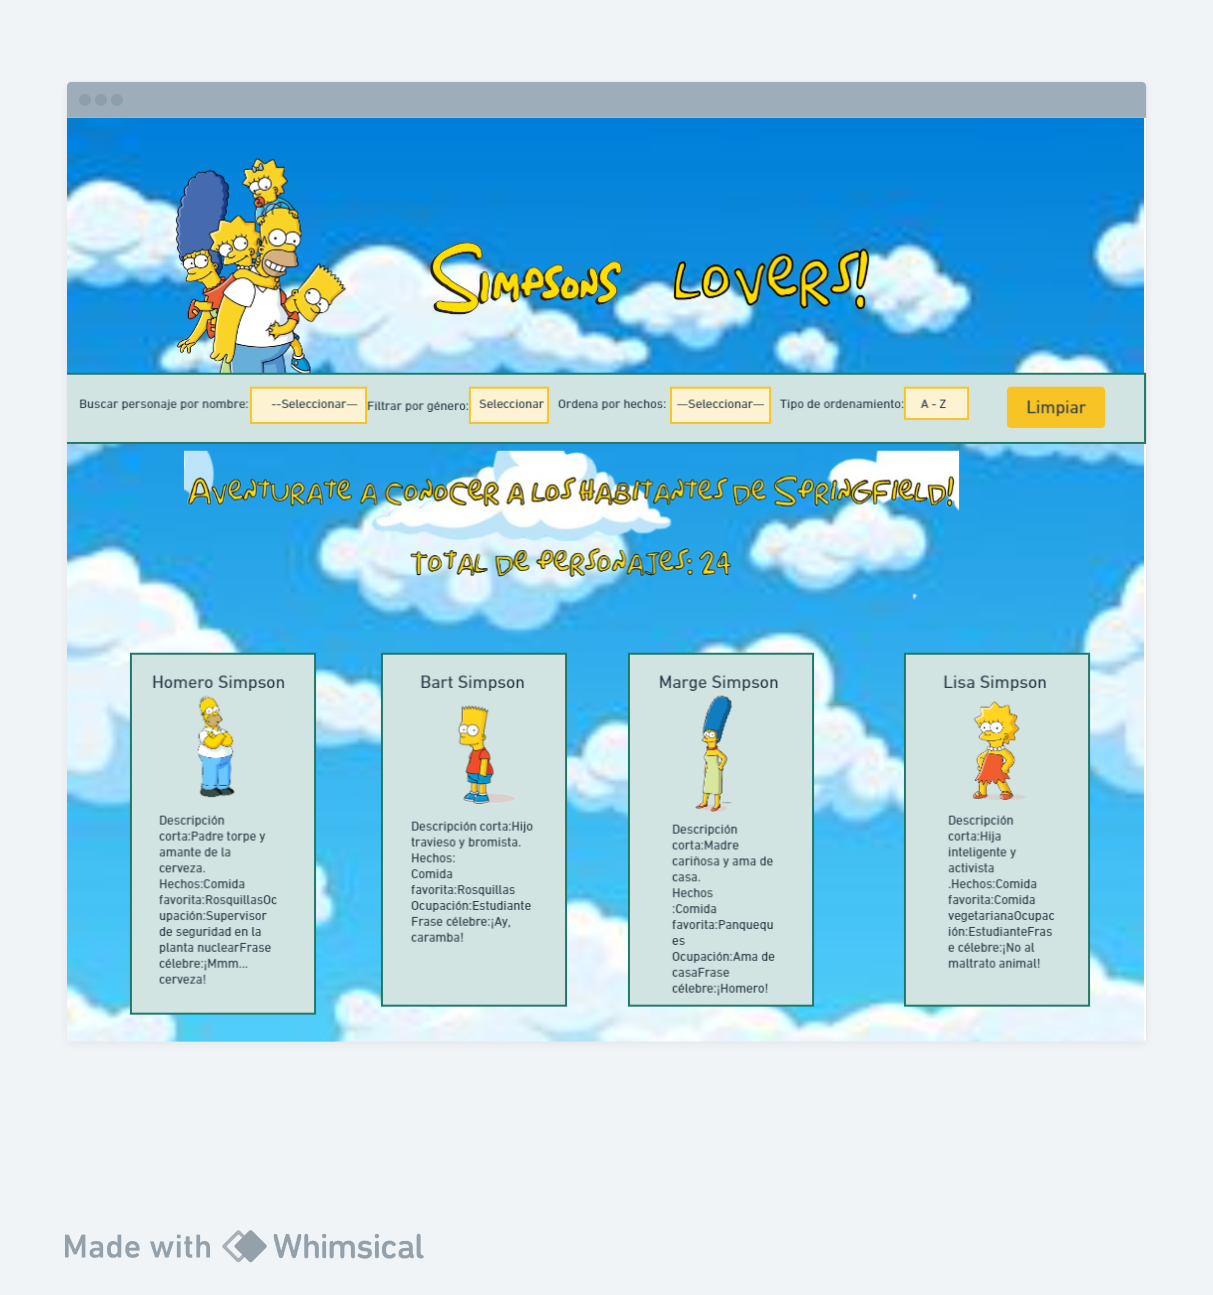 Simpsons lovers!
Buscar personaje por nombre: --Seleccionar— Filtrar por género: Seleccionar Ordena por hechos: —Seleccionar— Tipo de ordenamiento: A - Z Limpiar
Aventurate a conocer a los habitantes de Springfield!
total de personajes: 24
Homero Simpson
Descripción
corta:Padre torpe y
amante de la
cerveza.
Hechos:Comida
favorita:RosquillasOc
upación:Supervisor
de seguridad en la
planta nuclearFrase
célebre:¡Mmm...
cerveza!
Bart Simpson
Descripción corta:Hijo
travieso y bromista.
Hechos:
Comida
favorita:Rosquillas
Ocupación:Estudiante
Frase célebre:¡Ay,
caramba!
Marge Simpson
Descripción
corta:Madre
cariñosa y ama de
casa.
Hechos
:Comida
favorita:Panquequ
es
Ocupación:Ama de
casaFrase
célebre:¡Homero!
Lisa Simpson
Descripción
corta:Hija
inteligente y
activista
.Hechos:Comida
favorita:Comida
vegetarianaOcupac
ión:EstudianteFras
e célebre:¡No al
maltrato animal!
Made with Whimsical